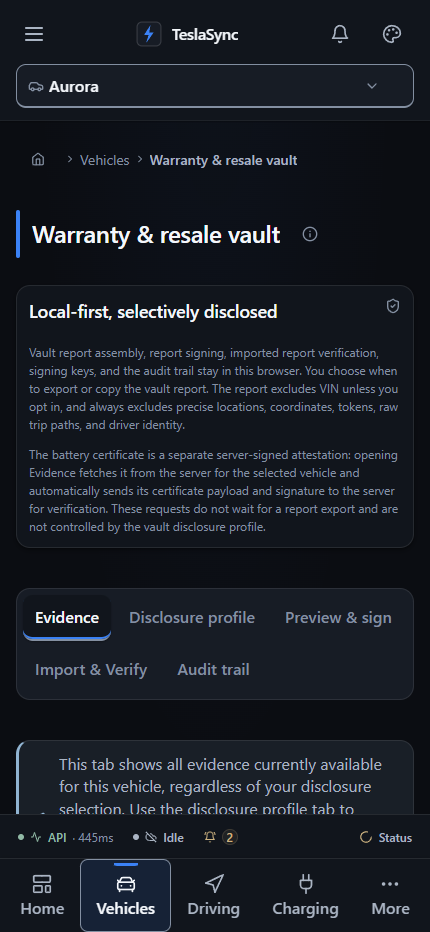 TeslaSync
Aurora
Vehicles
Warranty & resale vault
Warranty & resale vault
Local-first, selectively disclosed
Vault report assembly, report signing, imported report verification,
signing keys, and the audit trail stay in this browser. You choose when
to export or copy the vault report. The report excludes VIN unless you
opt in, and always excludes precise locations, coordinates, tokens, raw
trip paths, and driver identity.
The battery certificate is a separate server-signed attestation: opening
Evidence fetches it from the server for the selected vehicle and
automatically sends its certificate payload and signature to the server
for verification. These requests do not wait for a report export and are
not controlled by the vault disclosure profile.
Evidence
Disclosure profile
Preview & sign
Import & Verify
Audit trail
This tab shows all evidence currently available
for this vehicle, regardless of your disclosure
selection. Use the disclosure profile tab to
API · 445ms
Idle
2
Status
Home
Vehicles
Driving
Charging
More